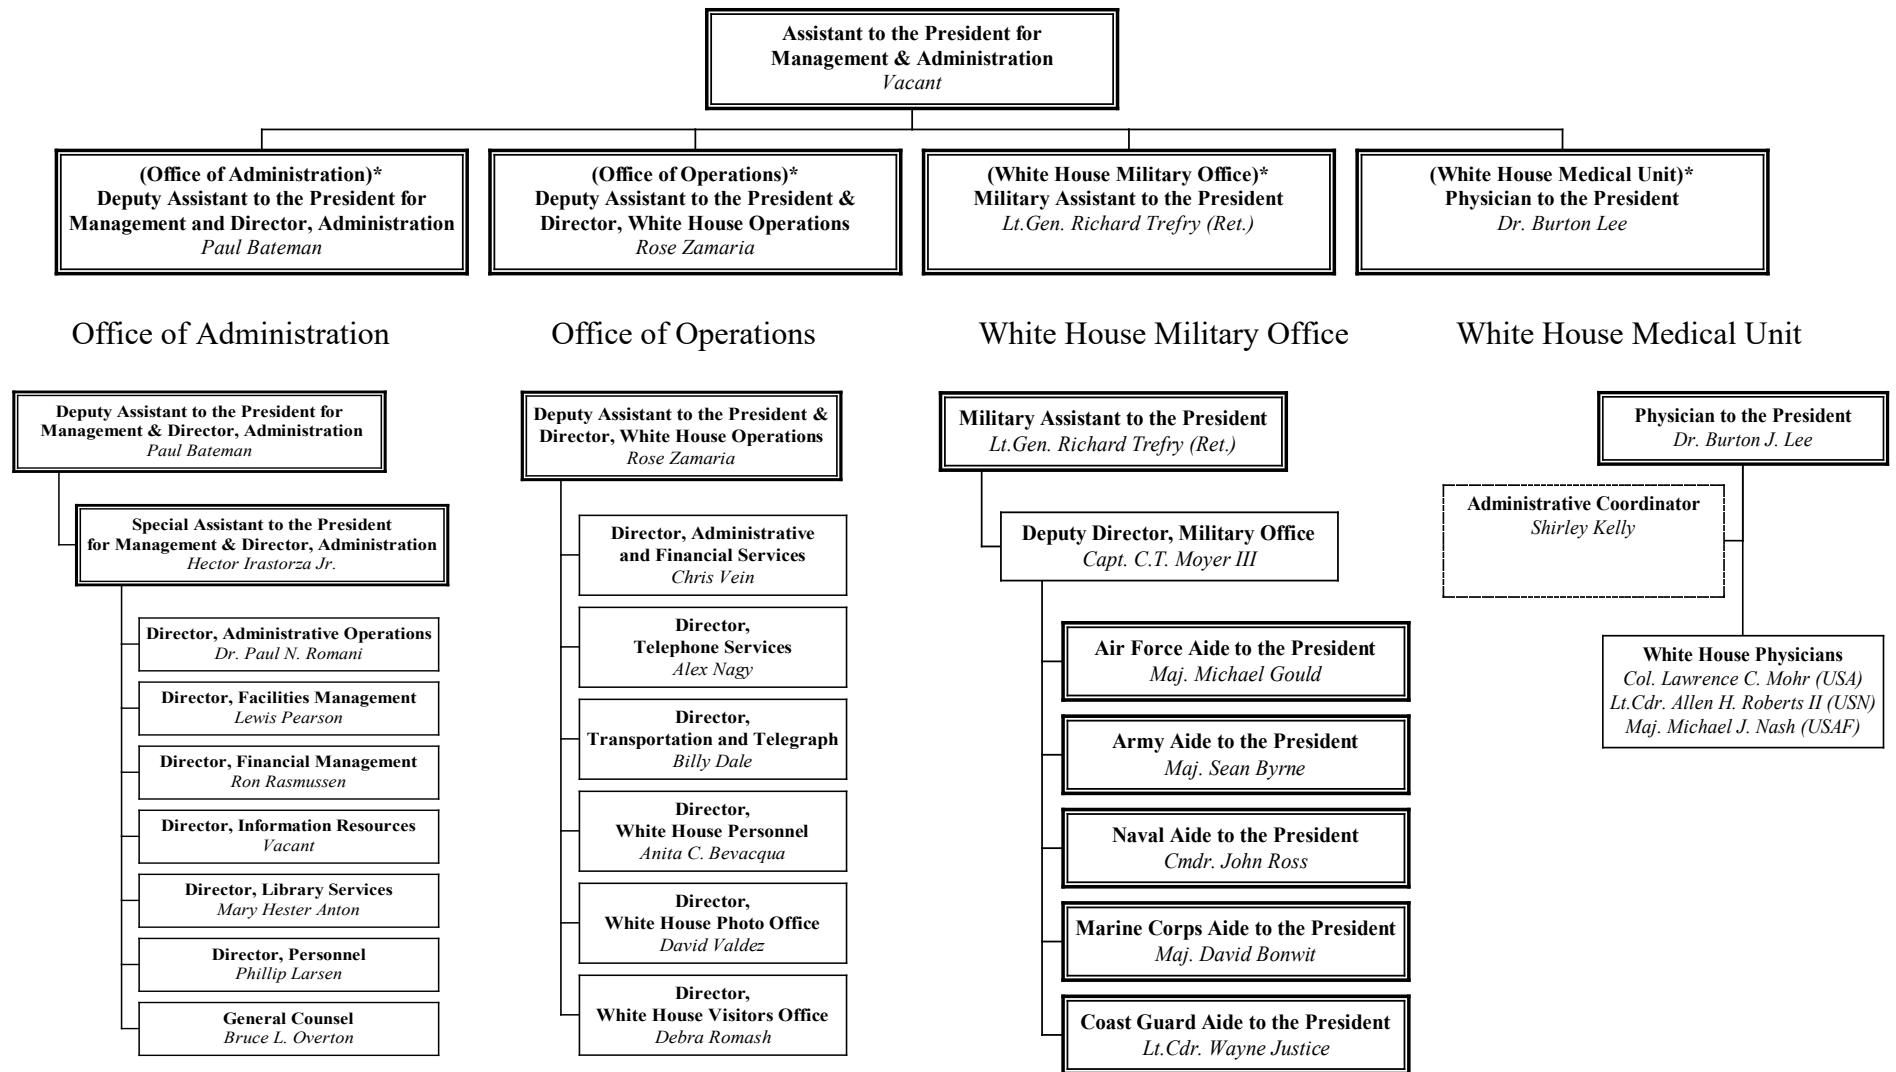 Assistant to the President for
Management & Administration
Vacant
(Office of Administration)*
Deputy Assistant to the President for
Management and Director, Administration
Paul Bateman
(Office of Operations)*
Deputy Assistant to the President &
Director, White House Operations
Rose Zamaria
(White House Military Office)*
Military Assistant to the President
Lt.Gen. Richard Trefry (Ret.)
(White House Medical Unit)*
Physician to the President
Dr. Burton Lee
Office of Administration
Deputy Assistant to the President for
Management & Director, Administration
Paul Bateman
Special Assistant to the President
for Management & Director, Administration
Hector Irastorza Jr.
Director, Administrative Operations
Dr. Paul N. Romani
Director, Facilities Management
Lewis Pearson
Director, Financial Management
Ron Rasmussen
Director, Information Resources
Vacant
Director, Library Services
Mary Hester Anton
Director, Personnel
Phillip Larsen
General Counsel
Bruce L. Overton
Office of Operations
Deputy Assistant to the President &
Director, White House Operations
Rose Zamaria
Director, Administrative
and Financial Services
Chris Vein
Director,
Telephone Services
Alex Nagy
Director,
Transportation and Telegraph
Billy Dale
Director,
White House Personnel
Anita C. Bevacqua
Director,
White House Photo Office
David Valdez
Director,
White House Visitors Office
Debra Romash
White House Military Office
Military Assistant to the President
Lt.Gen. Richard Trefry (Ret.)
Deputy Director, Military Office
Capt. C.T. Moyer III
Air Force Aide to the President
Maj. Michael Gould
Army Aide to the President
Maj. Sean Byrne
Naval Aide to the President
Cmdr. John Ross
Marine Corps Aide to the President
Maj. David Bonwit
Coast Guard Aide to the President
Lt.Cdr. Wayne Justice
White House Medical Unit
Physician to the President
Dr. Burton J. Lee
Administrative Coordinator
Shirley Kelly
White House Physicians
Col. Lawrence C. Mohr (USA)
Lt.Cdr. Allen H. Roberts II (USN)
Maj. Michael J. Nash (USAF)